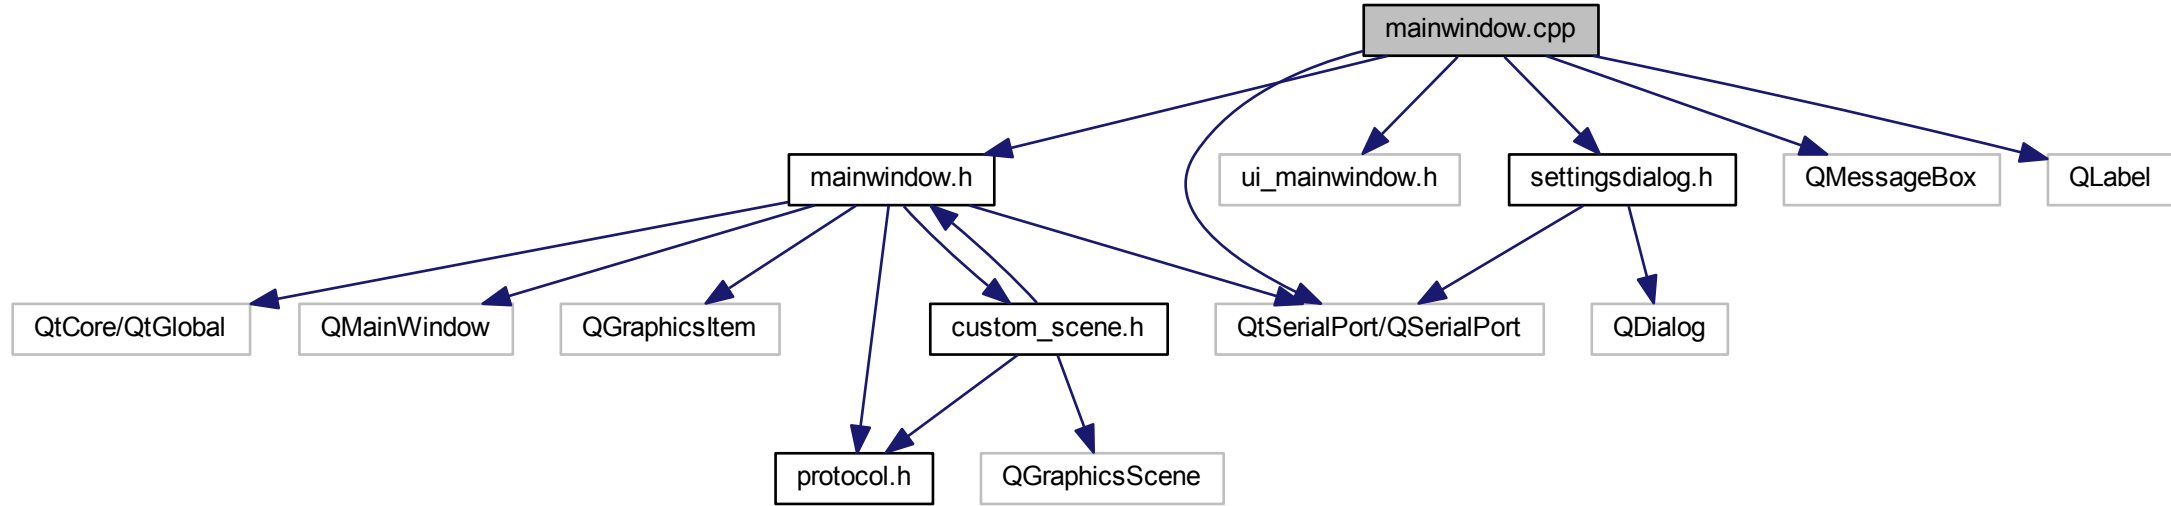 mainwindow.cpp
mainwindow.h
ui_mainwindow.h
settingsdialog.h
QMessageBox
QLabel
QtCore/QtGlobal
QMainWindow
QGraphicsItem
custom_scene.h
QtSerialPort/QSerialPort
QDialog
protocol.h
QGraphicsScene